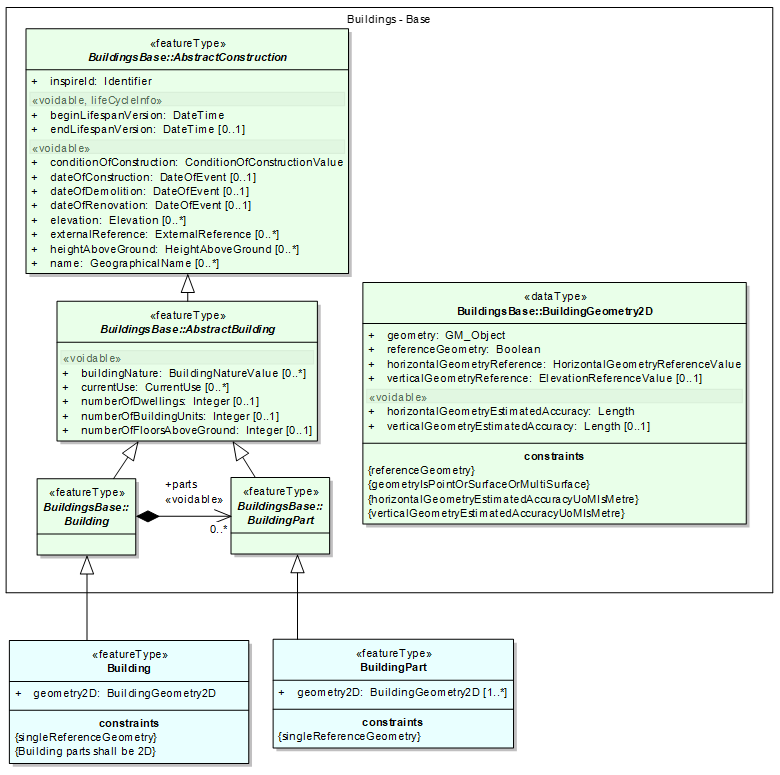 Buildings - Base
«featureType»
BuildingsBase::AbstractConstruction
+ inspireId: Identifier
«voidable, lifeCycleInfo»
+ beginLifespanVersion: DateTime
+ endLifespanVersion: DateTime [0..1]
«voidable»
+ conditionOfConstruction: ConditionOfConstructionValue
+ dateOfConstruction: DateOfEvent [0..1]
+ dateOfDemolition: DateOfEvent [0..1]
+ dateOfRenovation: DateOfEvent [0..1]
+ elevation: Elevation [0..*]
+ externalReference: ExternalReference [0..*]
+ heightAboveGround: HeightAboveGround [0..*]
+ name: GeographicalName [0..*]
«featureType»
BuildingsBase::AbstractBuilding
«voidable»
+ buildingNature: BuildingNatureValue [0..*]
+ currentUse: CurrentUse [0..*]
+ numberOfDwellings: Integer [0..1]
+ numberOfBuildingUnits: Integer [0..1]
+ numberOfFloorsAboveGround: Integer [0..1]
«dataType»
BuildingsBase::BuildingGeometry2D
+ geometry: GM_Object
+ referenceGeometry: Boolean
+ horizontalGeometryReference: HorizontalGeometryReferenceValue
+ verticalGeometryReference: ElevationReferenceValue [0..1]
«voidable»
+ horizontalGeometryEstimatedAccuracy: Length
+ verticalGeometryEstimatedAccuracy: Length [0..1]
constraints
{referenceGeometry}
{geometryIsPointOrSurfaceOrMultiSurface}
{horizontalGeometryEstimatedAccuracyUoMIsMetre}
{verticalGeometryEstimatedAccuracyUoMIsMetre}
«featureType»
BuildingsBase::
Building
+parts
«voidable»
0..*
«featureType»
BuildingsBase::
BuildingPart
«featureType»
Building
+ geometry2D: BuildingGeometry2D
constraints
{singleReferenceGeometry}
{Building parts shall be 2D}
«featureType»
BuildingPart
+ geometry2D: BuildingGeometry2D [1..*]
constraints
{singleReferenceGeometry}